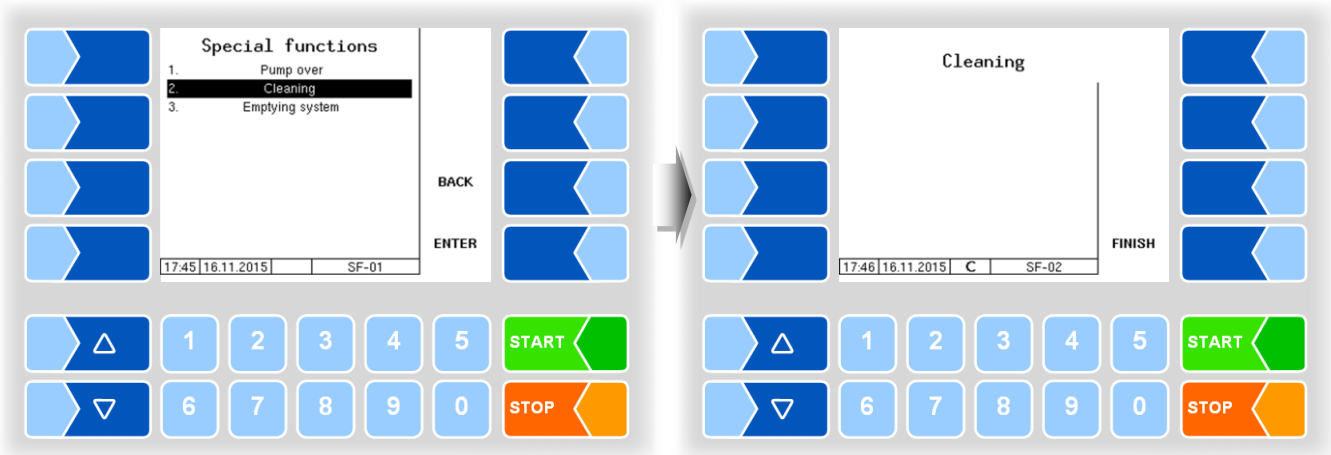 Special functions
1. Pump over
2. Cleaning
3. Emptying system
BACK
ENTER
17:45 16.11.2015 SF-01
1 2 3 4 5 START
6 7 8 9 0 STOP
Cleaning
FINISH
17:46 16.11.2015 C SF-02
1 2 3 4 5 START
6 7 8 9 0 STOP